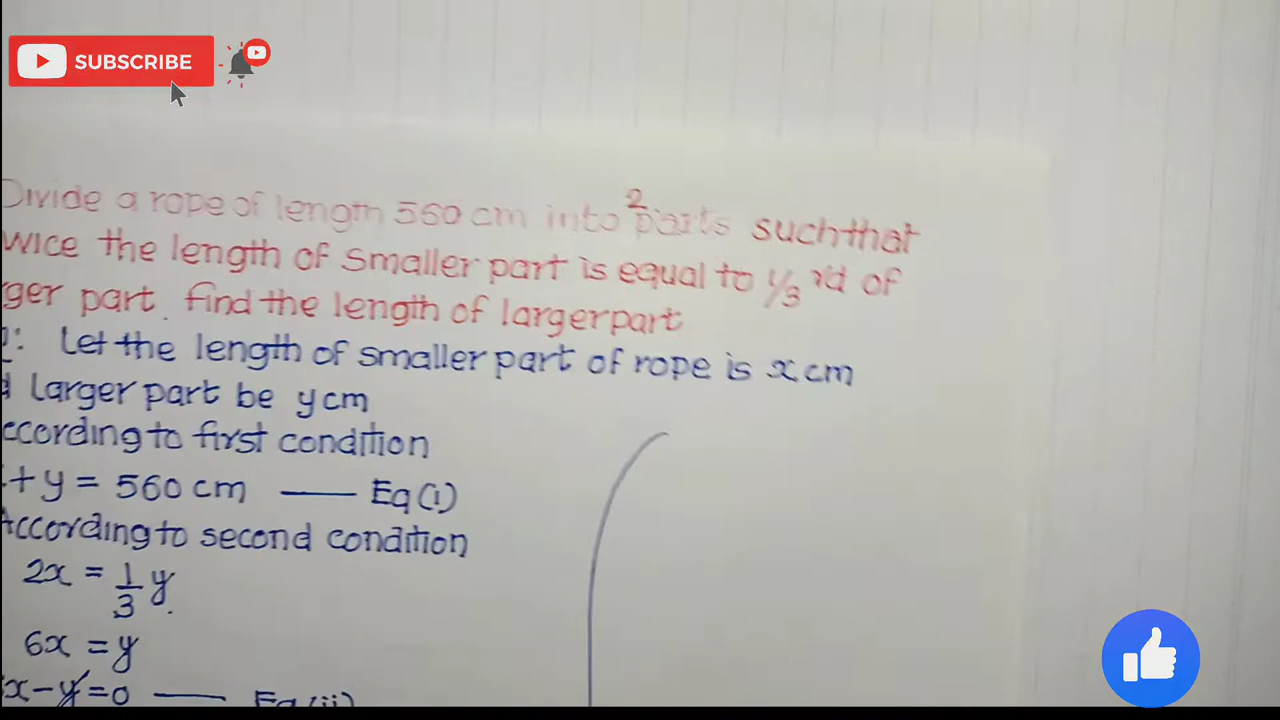 SUBSCRIBE
Divide a rope of length 560 cm into 2 parts such that
wice the length of smaller part is equal to 1/3 rd of
ger part. find the length of larger part
: Let the length of smaller part of rope is x cm
larger part be y cm
ccording to first condition
+ y = 560 cm —— Eq (i)
According to second condition
2x = 1/3 y.
6x = y
x - y = 0 —— Eq (ii)